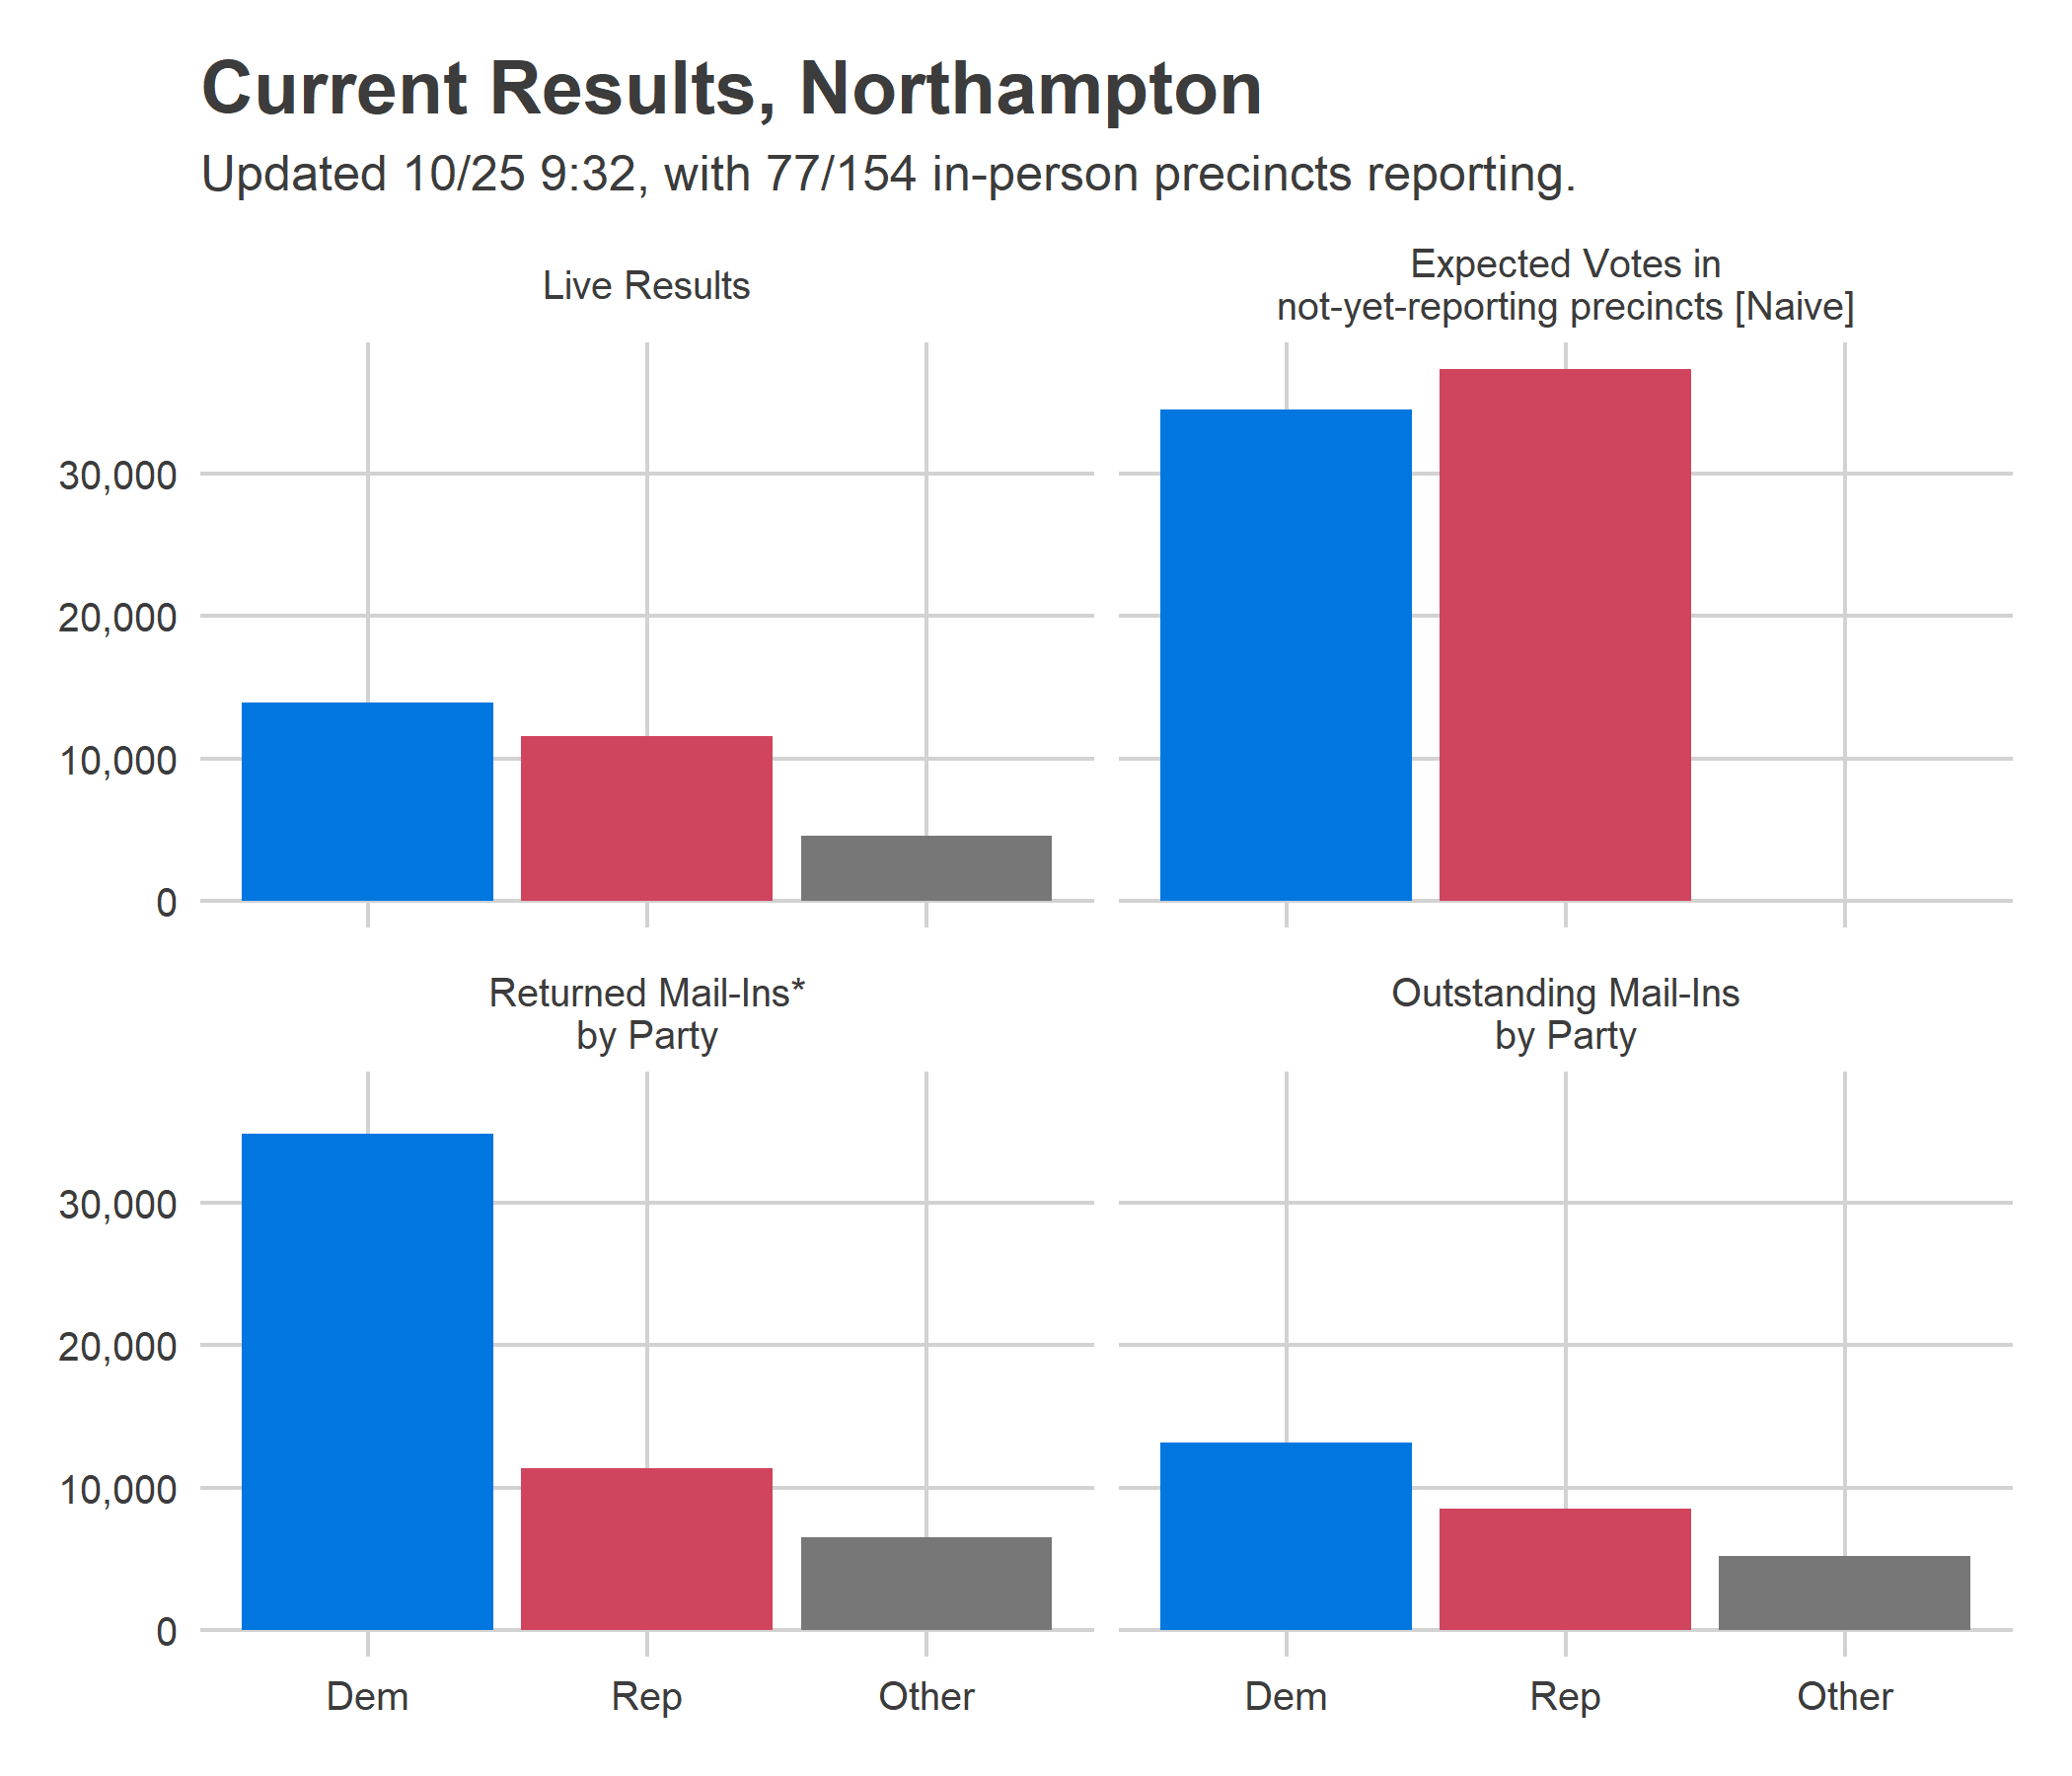 Current Results, Northampton
Updated 10/25 9:32, with 77/154 in-person precincts reporting.
Live Results
Expected Votes in
not-yet-reporting precincts [Naive]
30,000
20,000
10,000
0
Returned Mail-Ins*
by Party
Outstanding Mail-Ins
by Party
30,000
20,000
10,000
0
Dem Rep Other Dem Rep Other